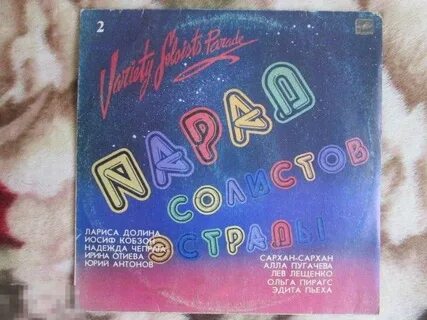 2
Variety Soloists Parade
ПАРАД
СОЛИСТОВ
ЭСТРАДЫ
ЛАРИСА ДОЛИНА
ИОСИФ КОБЗОН
НАДЕЖДА ЧЕПРАГА
ИРИНА ОТИЕВА
ЮРИЙ АНТОНОВ
САРХАН-САРХАН
АЛЛА ПУГАЧЕВА
ЛЕВ ЛЕЩЕНКО
ОЛЬГА ПИРАГС
ЭДИТА ПЬЕХА